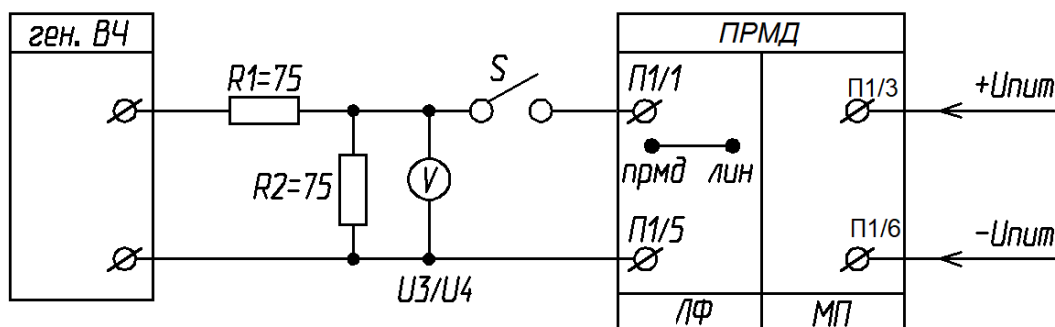 ген. ВЧ
ПРМД
R1=75
S
П1/1
П1/3
+Uпит
прмд
лин
R2=75
V
П1/5
П1/6
-Uпит
U3/U4
ЛФ
МП